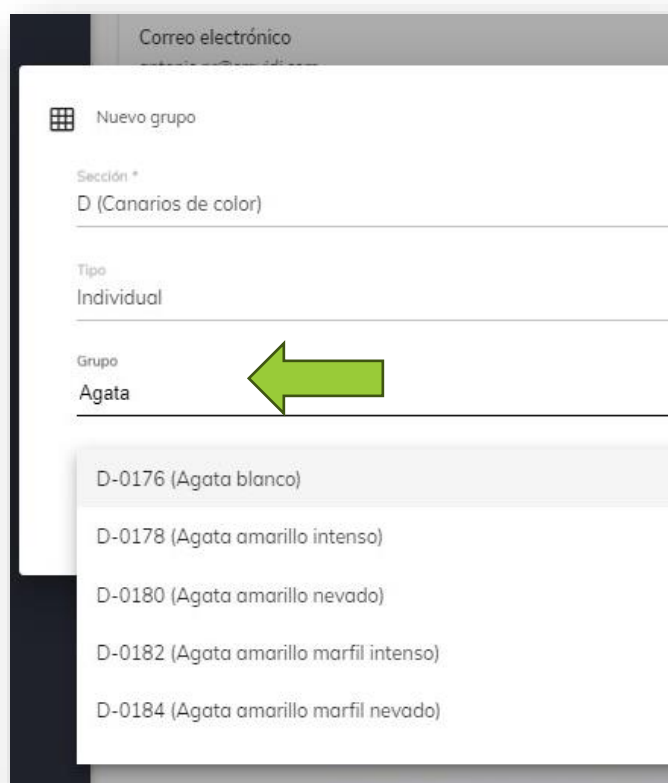 Correo electrónico
Nuevo grupo
Sección *
D (Canarios de color)
Tipo
Individual
Grupo
Agata
D-0176 (Agata blanco)
D-0178 (Agata amarillo intenso)
D-0180 (Agata amarillo nevado)
D-0182 (Agata amarillo marfil intenso)
D-0184 (Agata amarillo marfil nevado)